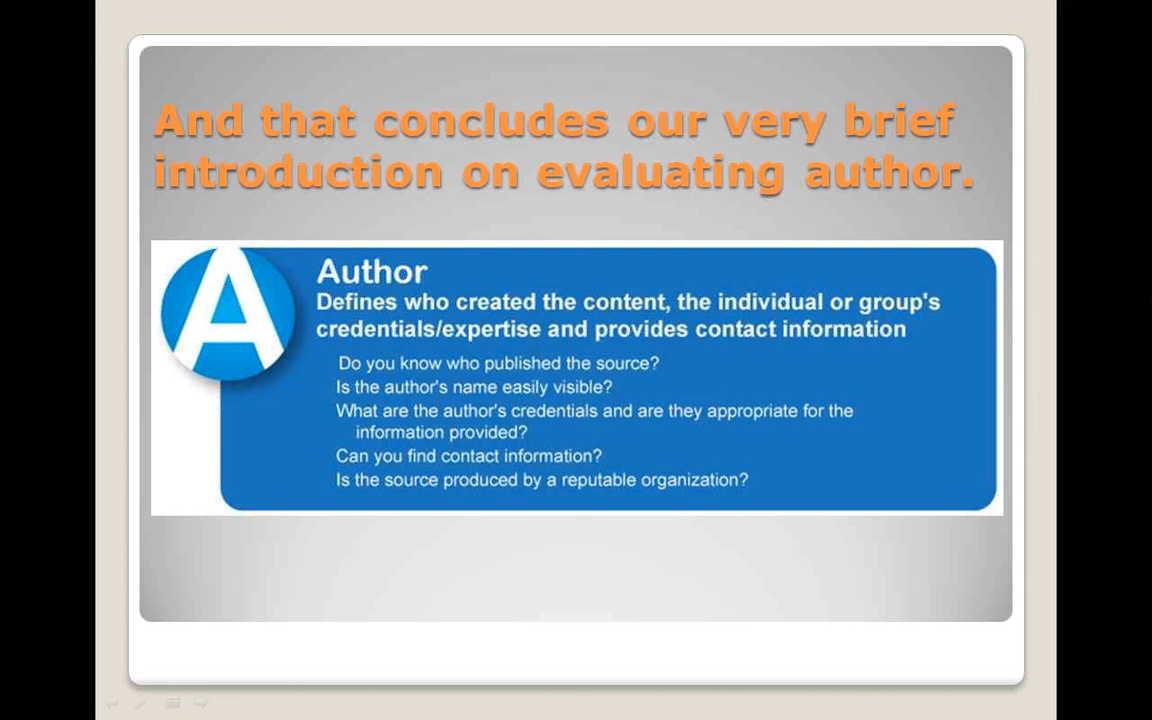 And that concludes our very brief
introduction on evaluating author.
A
Author
Defines who created the content, the individual or group's
credentials/expertise and provides contact information
Do you know who published the source?
Is the author's name easily visible?
What are the author's credentials and are they appropriate for the
information provided?
Can you find contact information?
Is the source produced by a reputable organization?